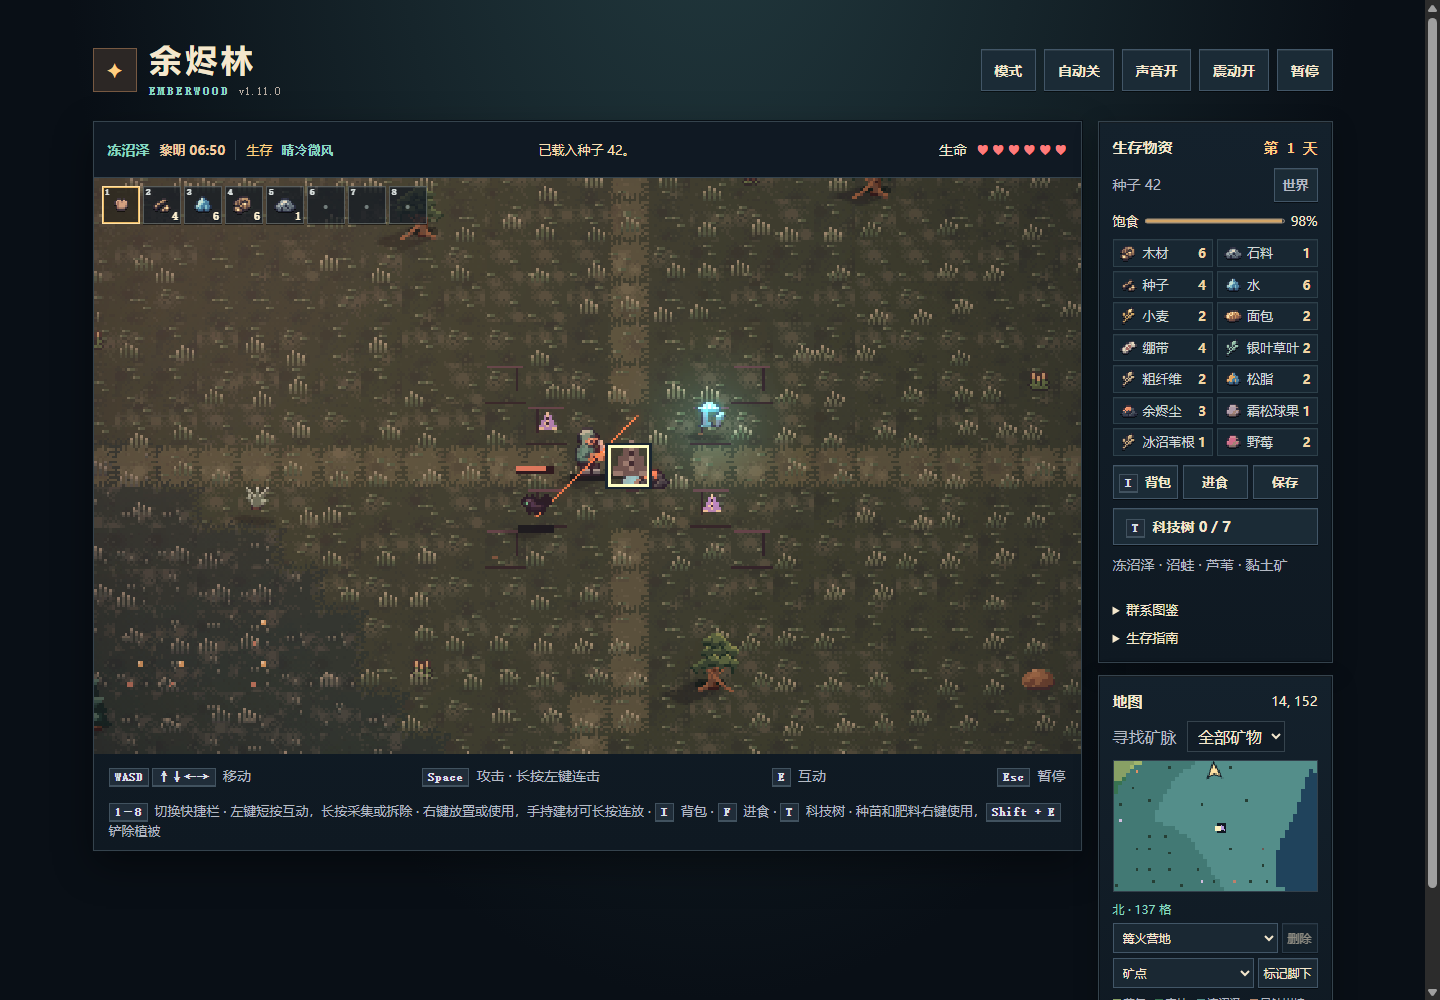 余烬林
EMBERWOOD v1.11.0
模式 自动关 声音开 震动开 暂停
冻沼泽 黎明 06:50 生存 晴冷微风 已载入种子 42。 生命
1 2 4 3 6 4 6 5 1 6 7 8
生存物资 第 1 天
种子 42 世界
饱食 98%
木材 6 石料 1
种子 4 水 6
小麦 2 面包 2
绷带 4 银叶草叶 2
粗纤维 2 松脂 2
余烬尘 3 霜松球果 1
冰沼苇根 1 野莓 2
I 背包 进食 保存
T 科技树 0 / 7
冻沼泽 · 沼蛙 · 芦苇 · 黏土矿
▸ 群系图鉴
▸ 生存指南
地图 14, 152
寻找矿脉 全部矿物
北 · 137 格
篝火营地 删除
矿点 标记脚下
WASD ↑↓←→ 移动 Space 攻击 · 长按左键连击 E 互动 Esc 暂停
1-8 切换快捷栏 · 左键短按互动，长按采集或拆除 · 右键放置或使用，手持建材可长按连放 · I 背包 · F 进食 · T 科技树 · 种苗和肥料右键使用， Shift + E
铲除植被